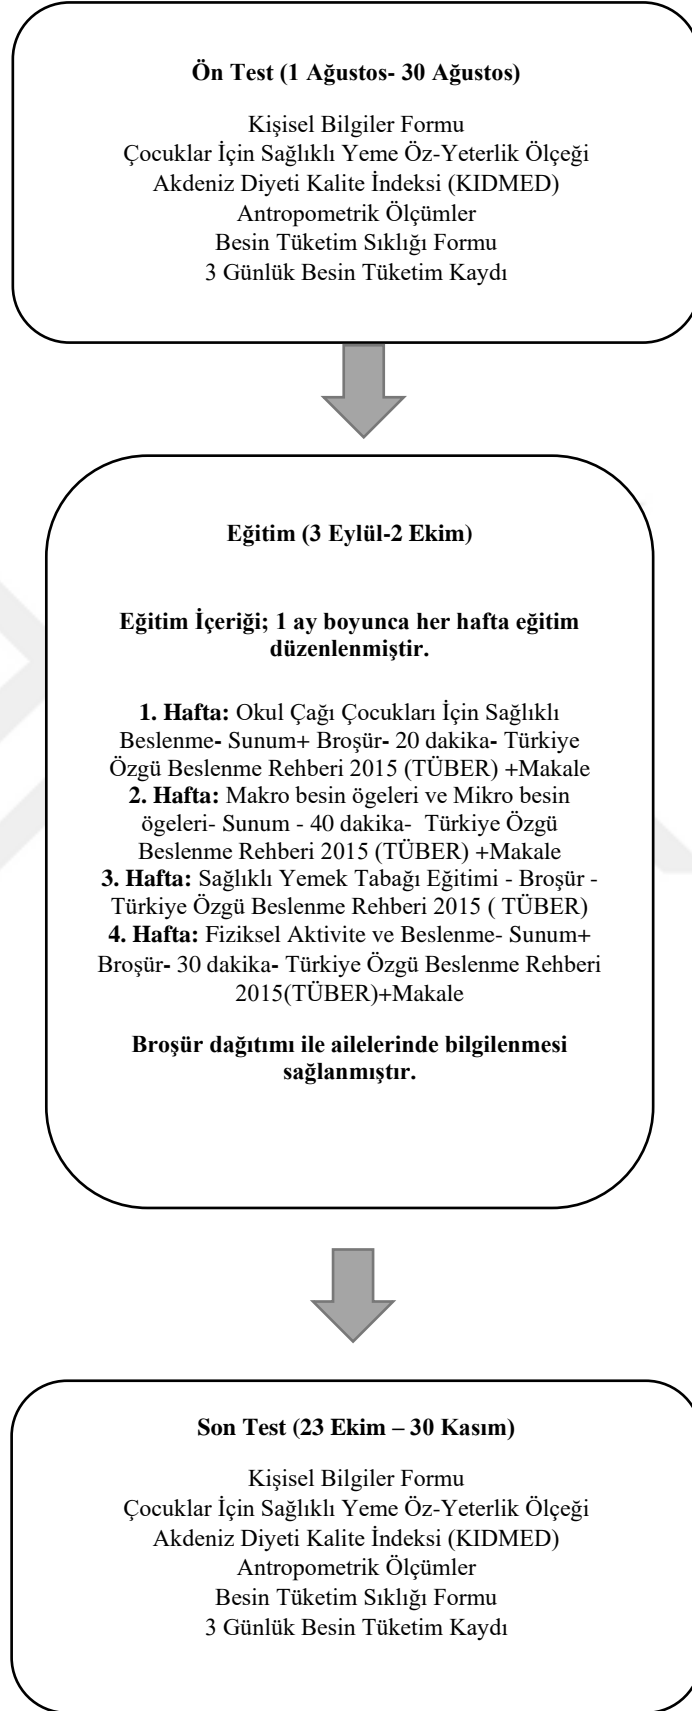 Ön Test (1 Ağustos- 30 Ağustos)
Kişisel Bilgiler Formu
Çocuklar İçin Sağlıklı Yeme Öz-Yeterlik Ölçeği
Akdeniz Diyeti Kalite İndeksi (KIDMED)
Antropometrik Ölçümler
Besin Tüketim Sıklığı Formu
3 Günlük Besin Tüketim Kaydı
Eğitim (3 Eylül-2 Ekim)
Eğitim İçeriği; 1 ay boyunca her hafta eğitim
düzenlenmiştir.
1. Hafta: Okul Çağı Çocukları İçin Sağlıklı
Beslenme- Sunum+ Broşür- 20 dakika- Türkiye
Özgü Beslenme Rehberi 2015 (TÜBER) +Makale
2. Hafta: Makro besin ögeleri ve Mikro besin
ögeleri- Sunum - 40 dakika- Türkiye Özgü
Beslenme Rehberi 2015 (TÜBER) +Makale
3. Hafta: Sağlıklı Yemek Tabağı Eğitimi - Broşür -
Türkiye Özgü Beslenme Rehberi 2015 ( TÜBER)
4. Hafta: Fiziksel Aktivite ve Beslenme- Sunum+
Broşür- 30 dakika- Türkiye Özgü Beslenme Rehberi
2015(TÜBER)+Makale
Broşür dağıtımı ile ailelerinde bilgilenmesi
sağlanmıştır.
Son Test (23 Ekim – 30 Kasım)
Kişisel Bilgiler Formu
Çocuklar İçin Sağlıklı Yeme Öz-Yeterlik Ölçeği
Akdeniz Diyeti Kalite İndeksi (KIDMED)
Antropometrik Ölçümler
Besin Tüketim Sıklığı Formu
3 Günlük Besin Tüketim Kaydı